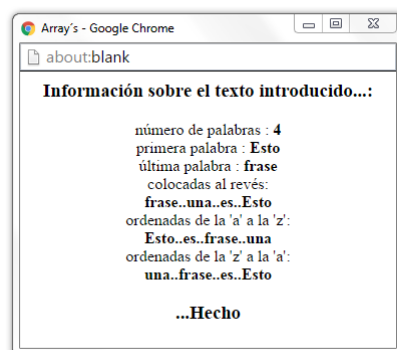 Array´s - Google Chrome
about:blank
Información sobre el texto introducido...:
número de palabras : 4
primera palabra : Esto
última palabra : frase
colocadas al revés:
frase..una..es..Esto
ordenadas de la 'a' a la 'z':
Esto..es..frase..una
ordenadas de la 'z' a la 'a':
una..frase..es..Esto
...Hecho